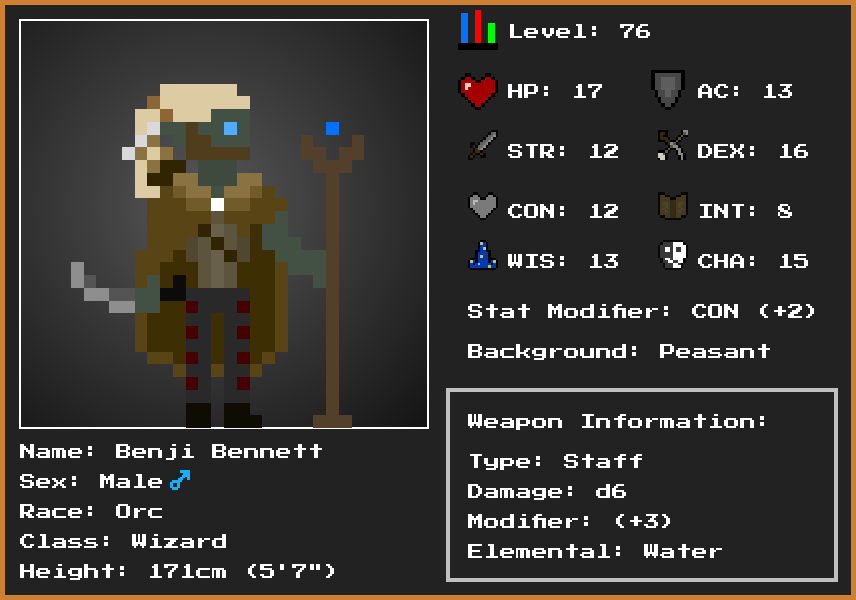 Level: 76
HP: 17 AC: 13
STR: 12 DEX: 16
CON: 12 INT: 8
WIS: 13 CHA: 15
Stat Modifier: CON (+2)
Background: Peasant
Weapon Information:
Type: Staff
Damage: d6
Modifier: (+3)
Elemental: Water
Name: Benji Bennett
Sex: Male ♂
Race: Orc
Class: Wizard
Height: 171cm (5'7")